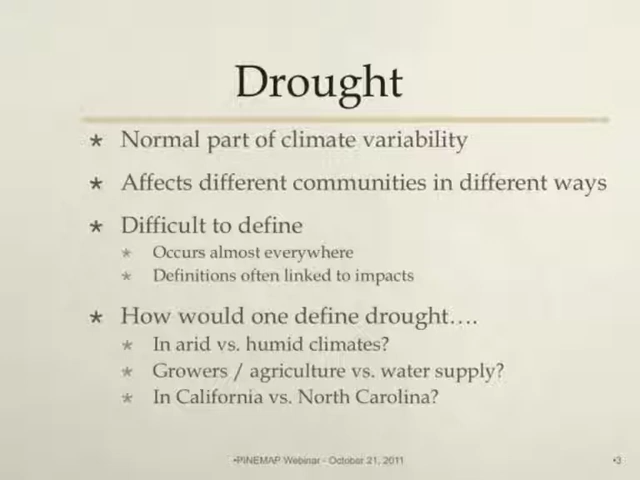 Drought
* Normal part of climate variability
* Affects different communities in different ways
* Difficult to define
* Occurs almost everywhere
* Definitions often linked to impacts
* How would one define drought….
* In arid vs. humid climates?
* Growers / agriculture vs. water supply?
* In California vs. North Carolina?
•PINEMAP Webinar - October 21, 2011 •3